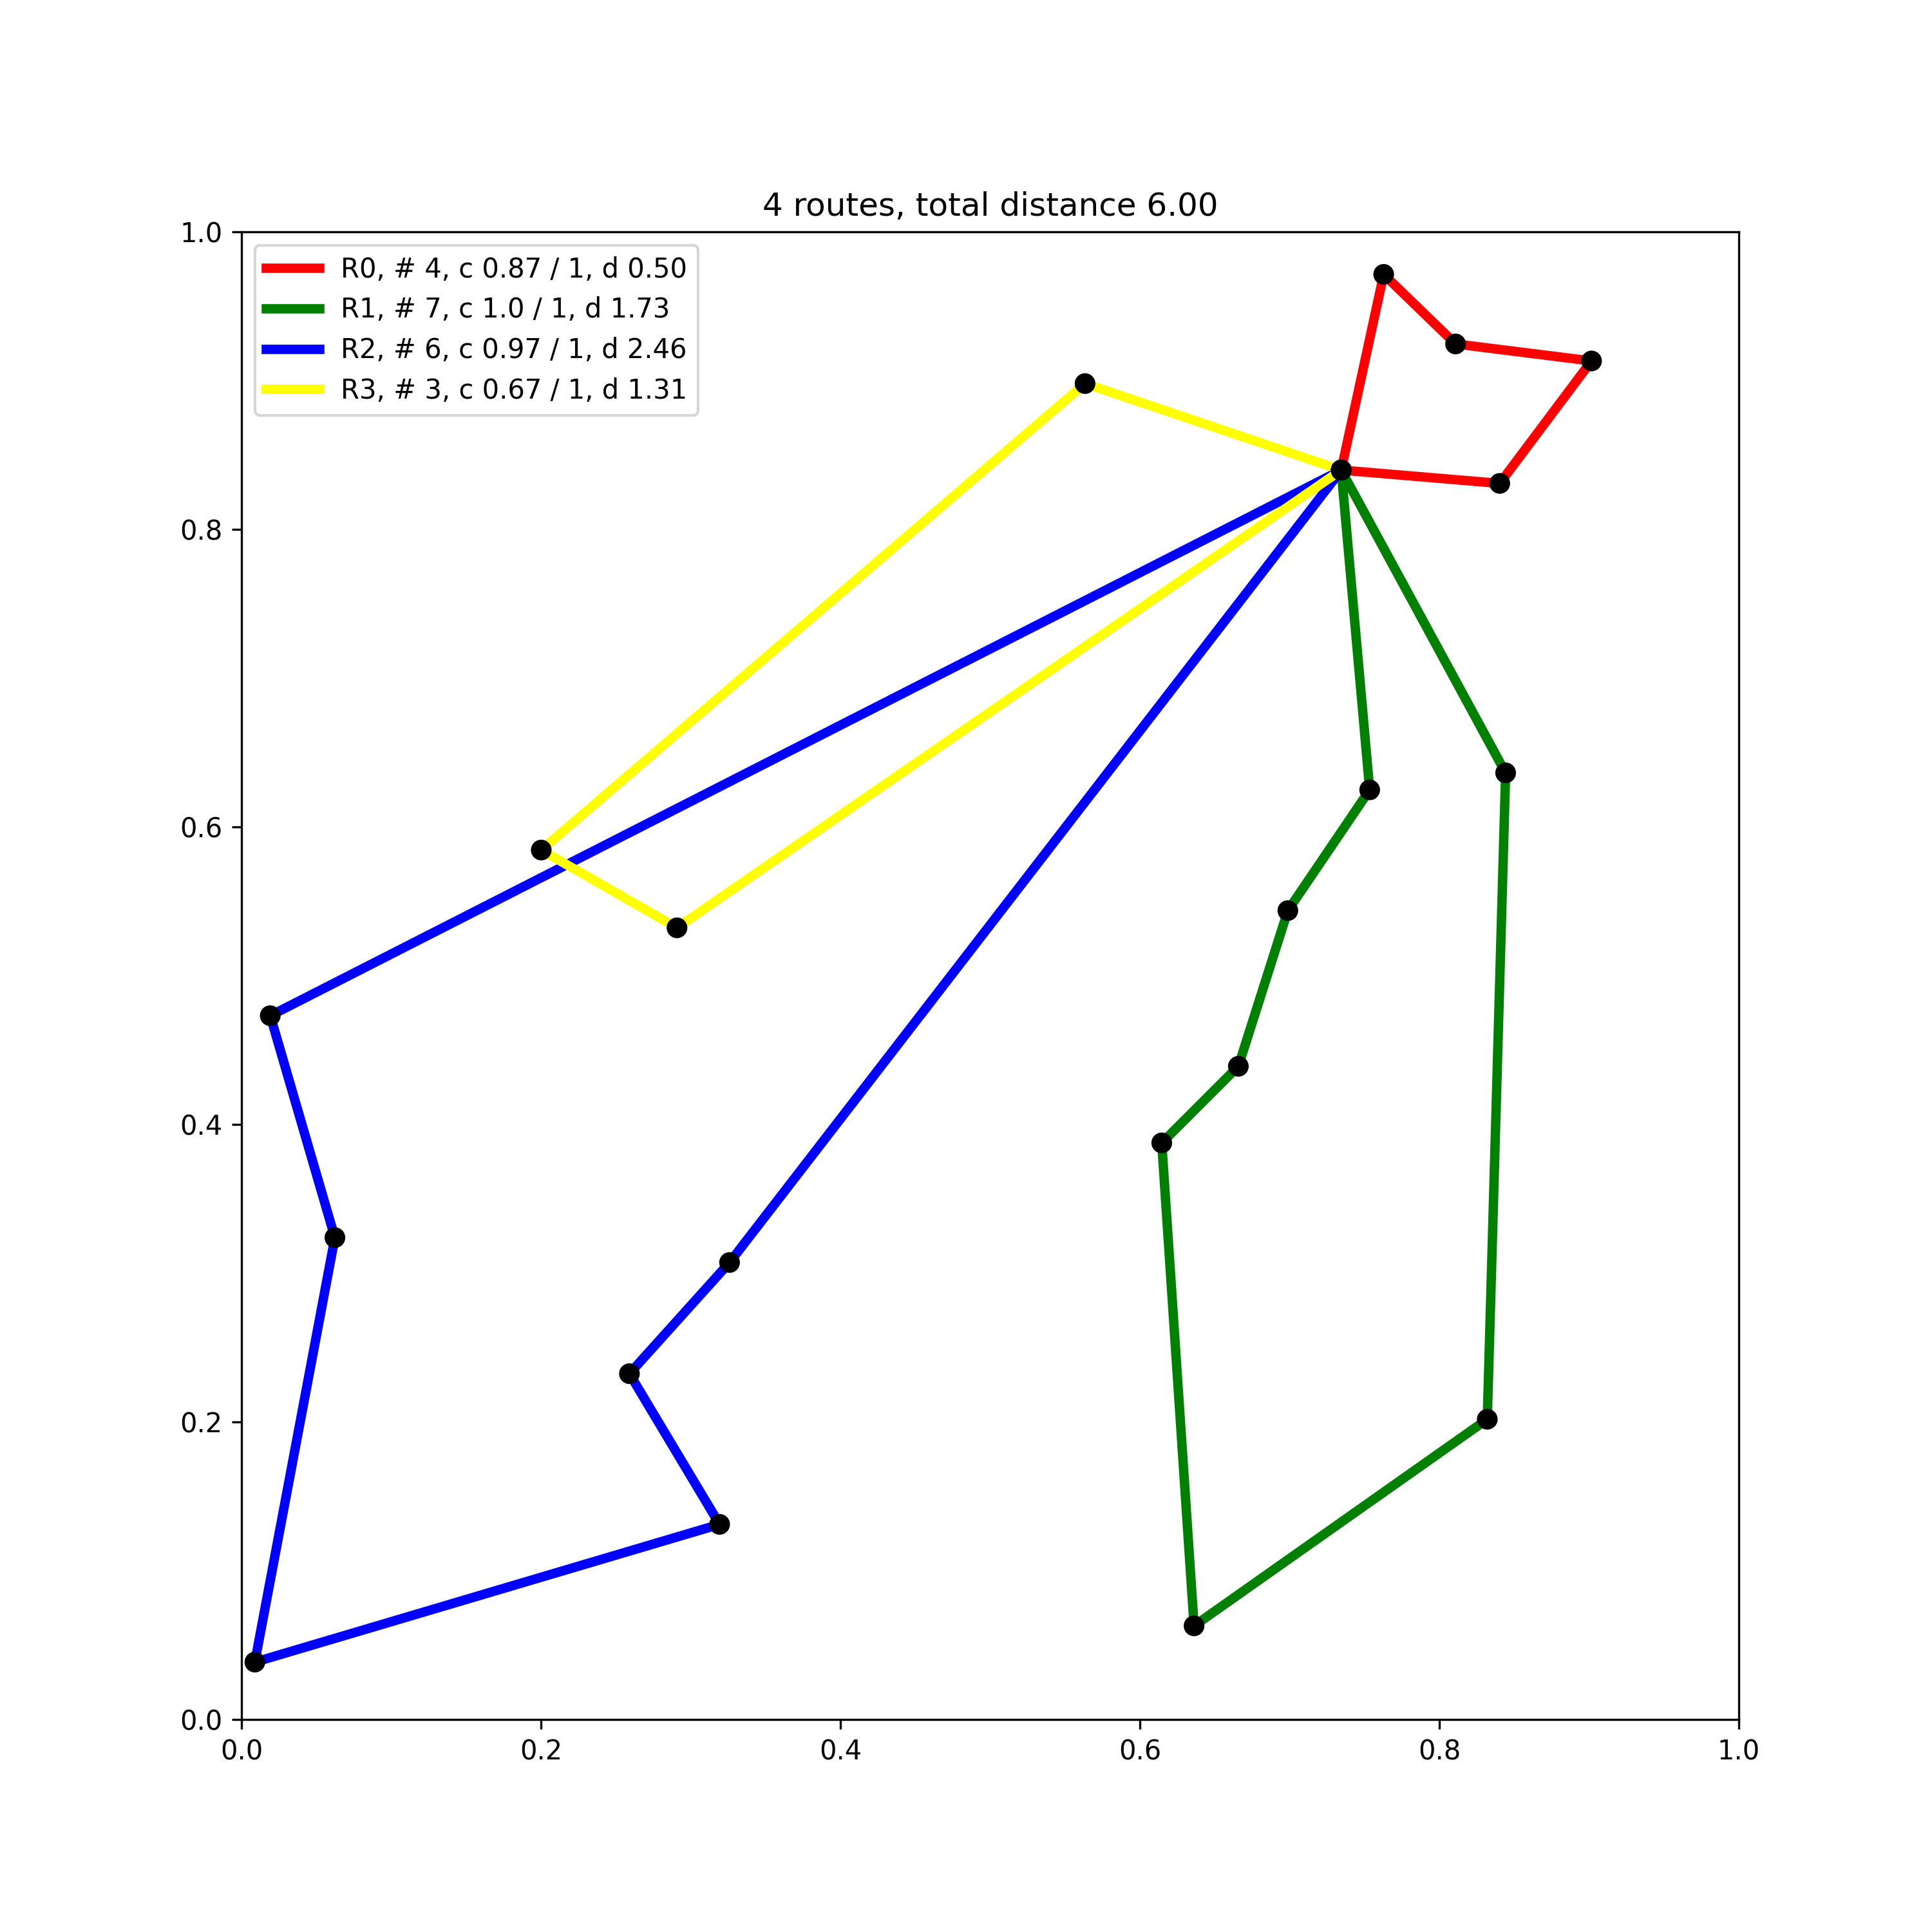 4 routes, total distance 6.00
1.0
R0, # 4, c 0.87 / 1, d 0.50
R1, # 7, c 1.0 / 1, d 1.73
R2, # 6, c 0.97 / 1, d 2.46
R3, # 3, c 0.67 / 1, d 1.31
0.8
0.6
0.4
0.2
0.0
0.0 0.2 0.4 0.6 0.8 1.0